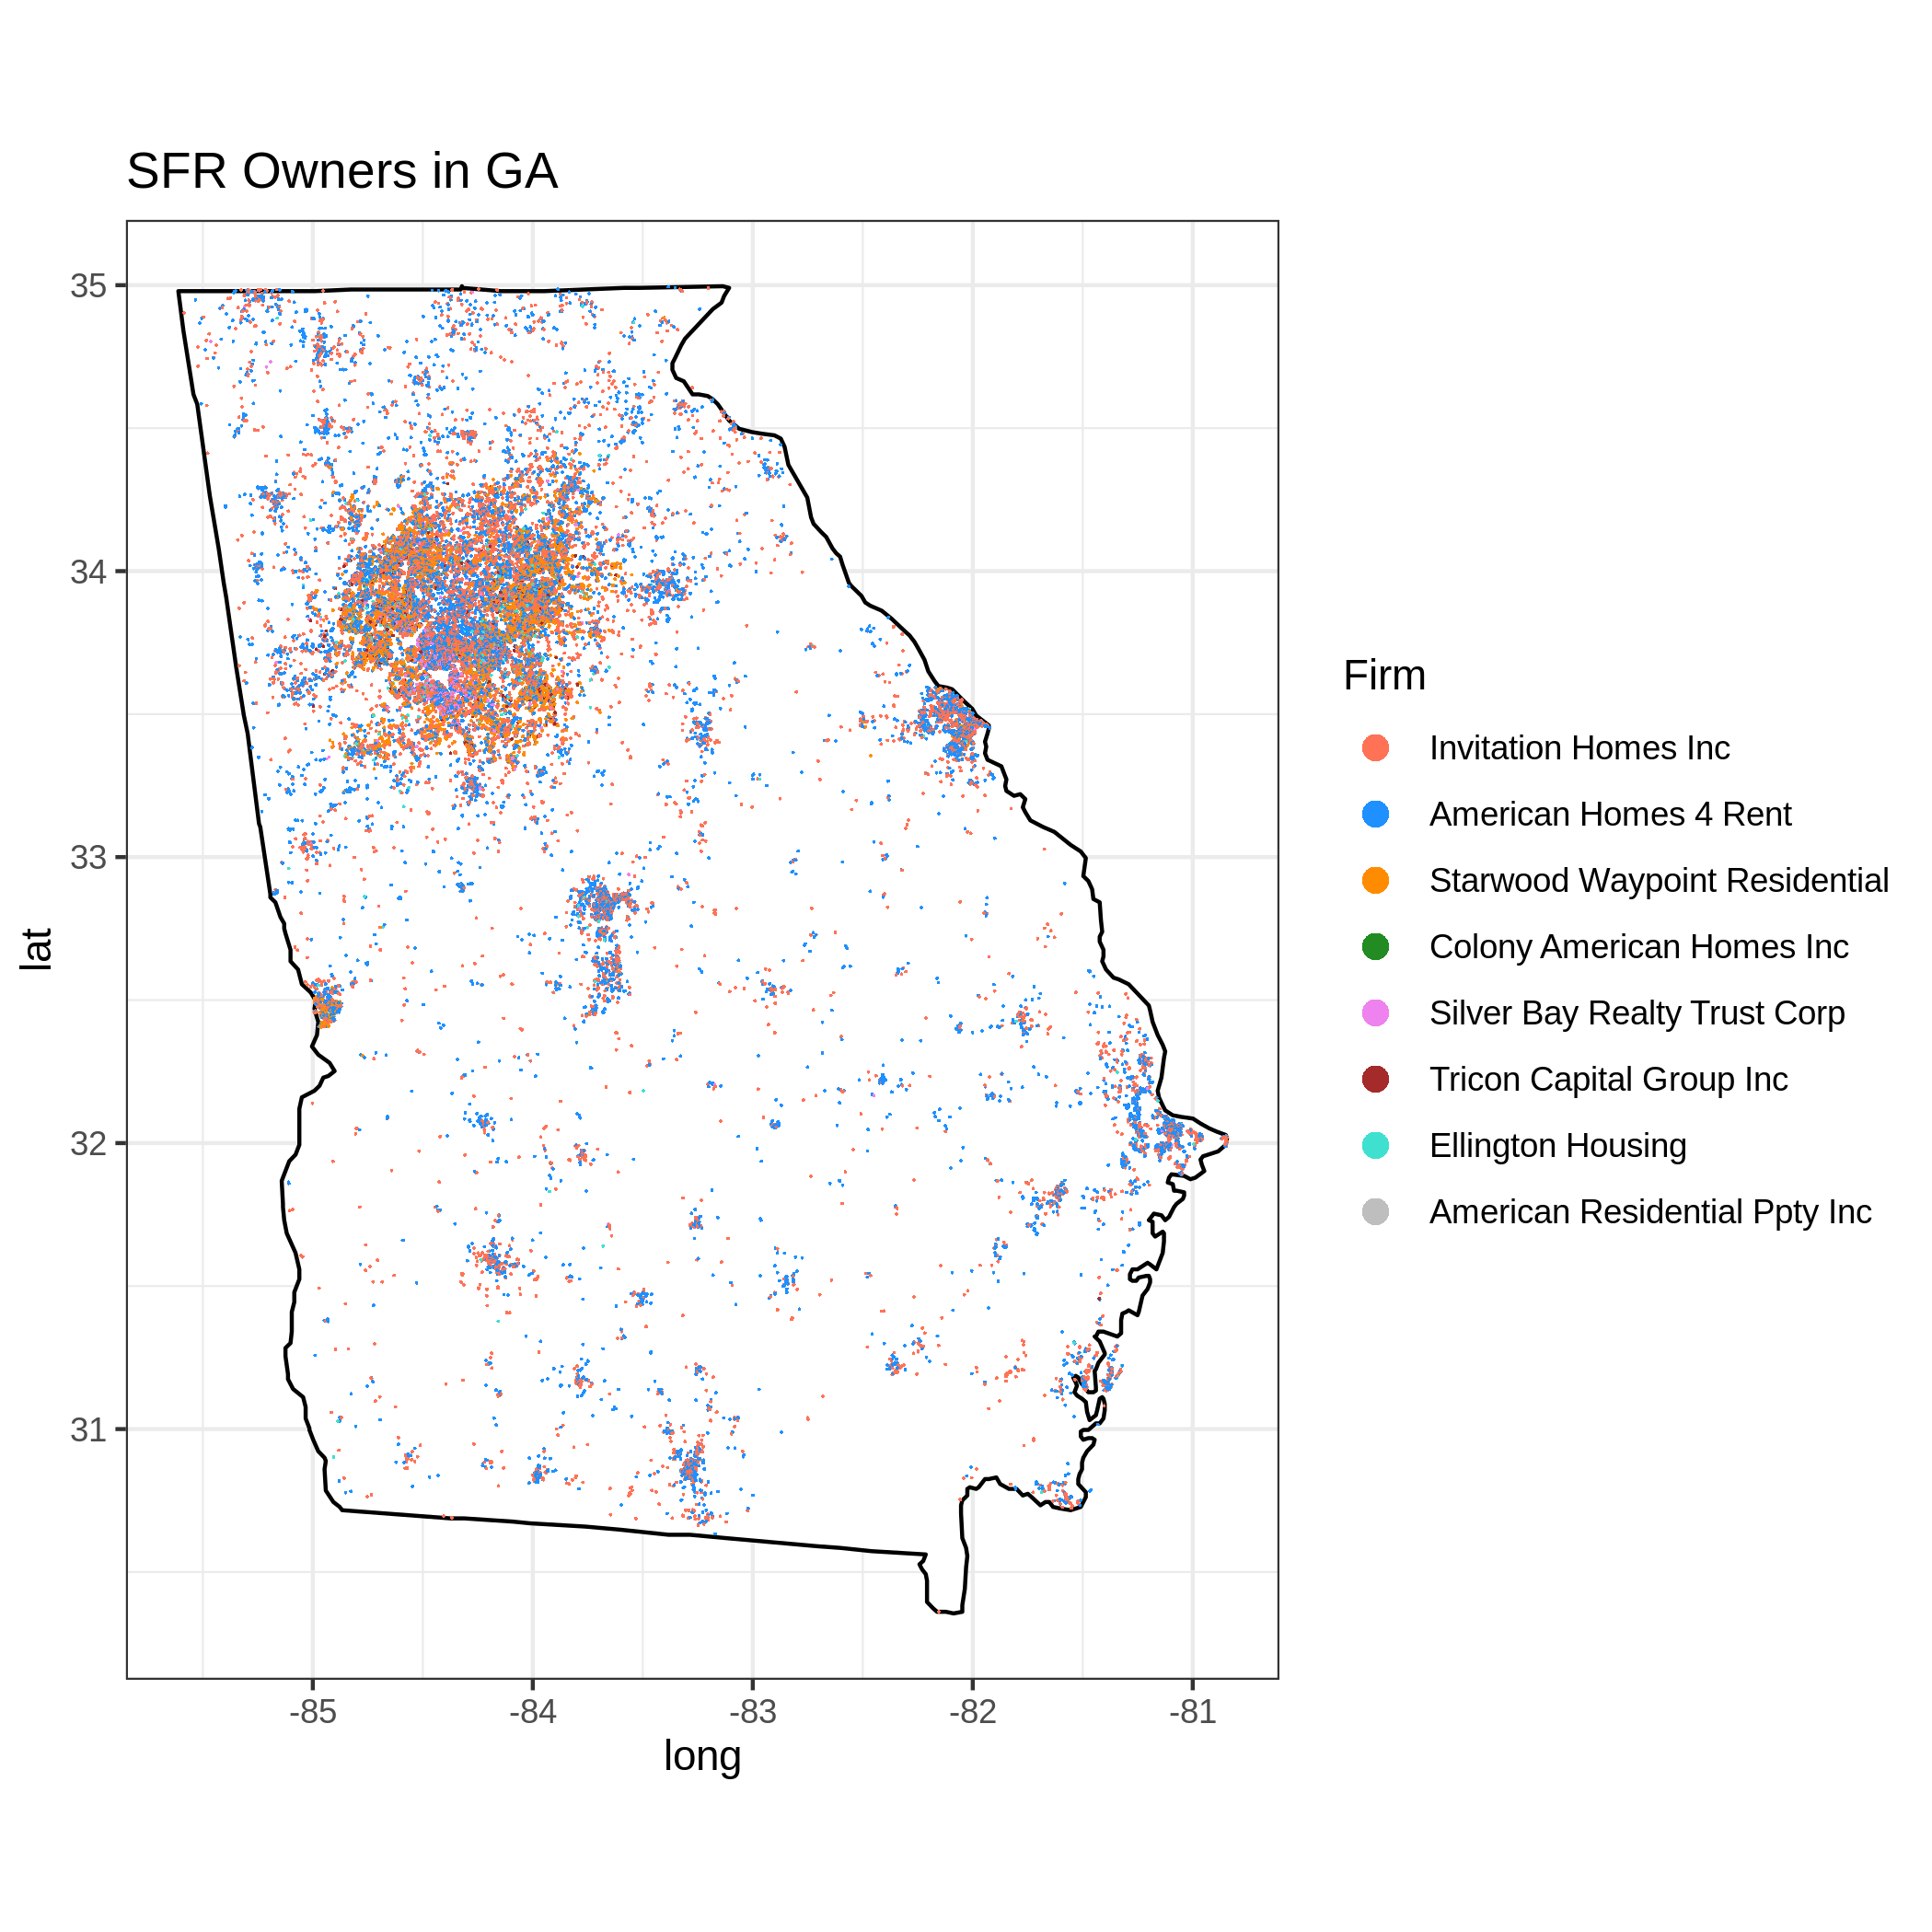 SFR Owners in GA
35
34
33
32
31
lat
-85
-84
-83
-82
-81
long
Firm
Invitation Homes Inc
American Homes 4 Rent
Starwood Waypoint Residential
Colony American Homes Inc
Silver Bay Realty Trust Corp
Tricon Capital Group Inc
Ellington Housing
American Residential Ppty Inc